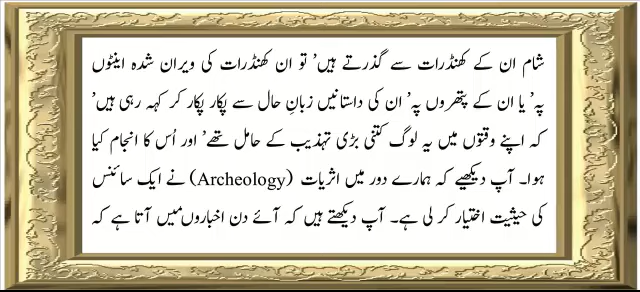 شام ان کے کھنڈرات سے گذرتے ہیں’ تو ان کھنڈرات کی ویران شدہ اینٹوں
پہ’ یا ان کے پتھروں پہ’ ان کی داستانیں زبانِ حال سے پکار پکار کر کہہ رہی ہیں’
کہ اپنے وقتوں میں یہ لوگ کتنی بڑی تہذیب کے حامل تھے’ اور اُس کا انجام کیا
ہوا۔ آپ دیکھیے کہ ہمارے دور میں اثریات (Archeology) نے ایک سائنس
کی حیثیت اختیار کر لی ہے۔ آپ دیکھتے ہیں کہ آئے دن اخباروں میں آتا ہے کہ